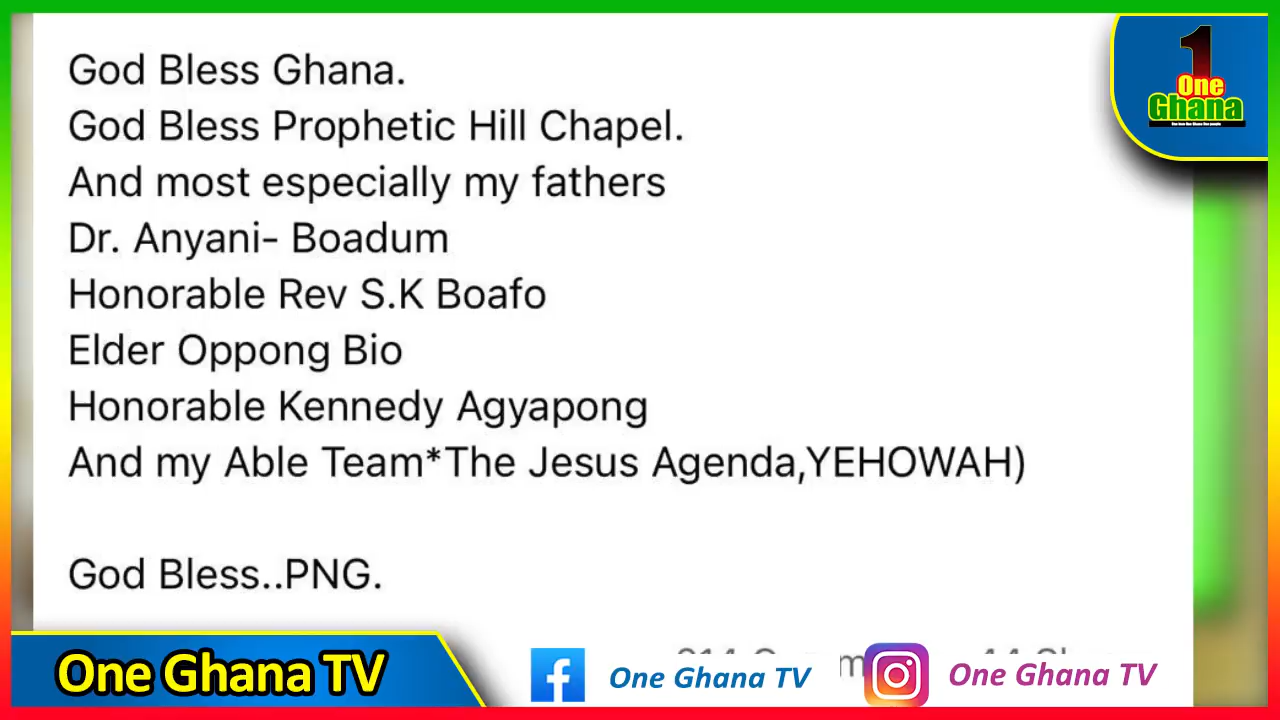 God Bless Ghana.
God Bless Prophetic Hill Chapel.
And most especially my fathers
Dr. Anyani- Boadum
Honorable Rev S.K Boafo
Elder Oppong Bio
Honorable Kennedy Agyapong
And my Able Team*The Jesus Agenda,YEHOWAH)
God Bless..PNG.
1
One
Ghana
One Ghana TV
One Ghana TV
One Ghana TV